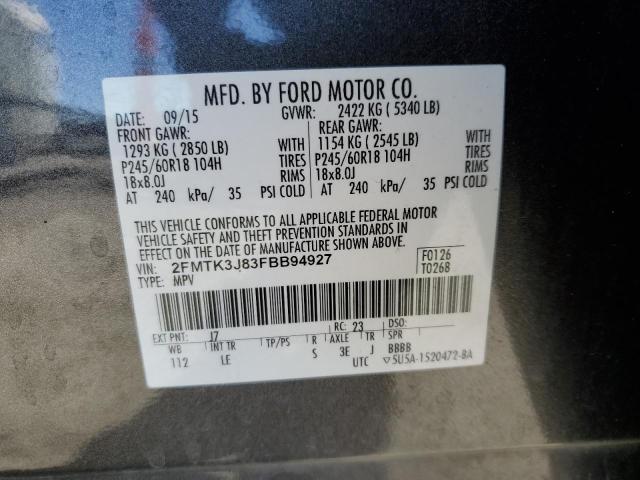 MFD. BY FORD MOTOR CO.
DATE: 09/15 GVWR: 2422 KG ( 5340 LB)
FRONT GAWR: REAR GAWR:
1293 KG ( 2850 LB) WITH 1154 KG ( 2545 LB) WITH
P245/60R18 104H TIRES P245/60R18 104H TIRES
18x8.0J RIMS 18x8.0J RIMS
AT 240 kPa/ 35 PSI COLD AT 240 kPa/ 35 PSI COLD
THIS VEHICLE CONFORMS TO ALL APPLICABLE FEDERAL MOTOR
VEHICLE SAFETY AND THEFT PREVENTION STANDARDS IN
EFFECT ON THE DATE OF MANUFACTURE SHOWN ABOVE.
VIN: 2FMTK3J83FBB94927 F0126
TYPE: MPV T0268
EXT PNT: J7 RC: 23 DSO:
WB INT TR TP/PS R AXLE TR SPR
112 LE S 3E J BBBB
UTC ▽5U5A-1520472-BA